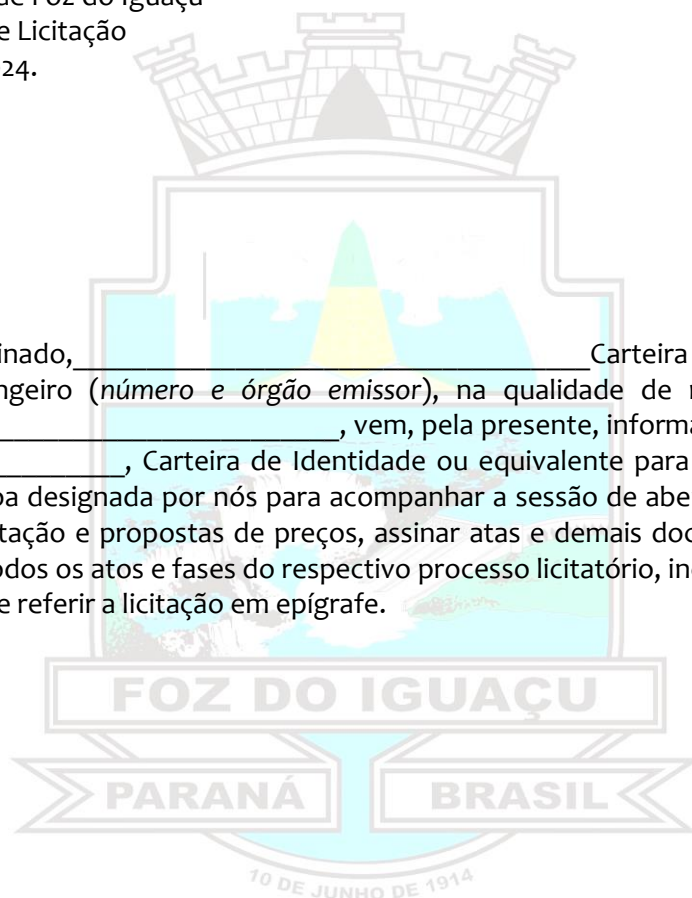 de Foz do Iguaçu
e Licitação
24.
inado,___________________________________Carteira
ngeiro (número e órgão emissor), na qualidade de
_______________________, vem, pela presente, informa
_________, Carteira de Identidade ou equivalente para
oa designada por nós para acompanhar a sessão de abe
tação e propostas de preços, assinar atas e demais doc
odos os atos e fases do respectivo processo licitatório, in
e referir a licitação em epígrafe.
FOZ DO IGUAÇU
PARANÁ BRASIL
10 DE JUNHO DE 1914